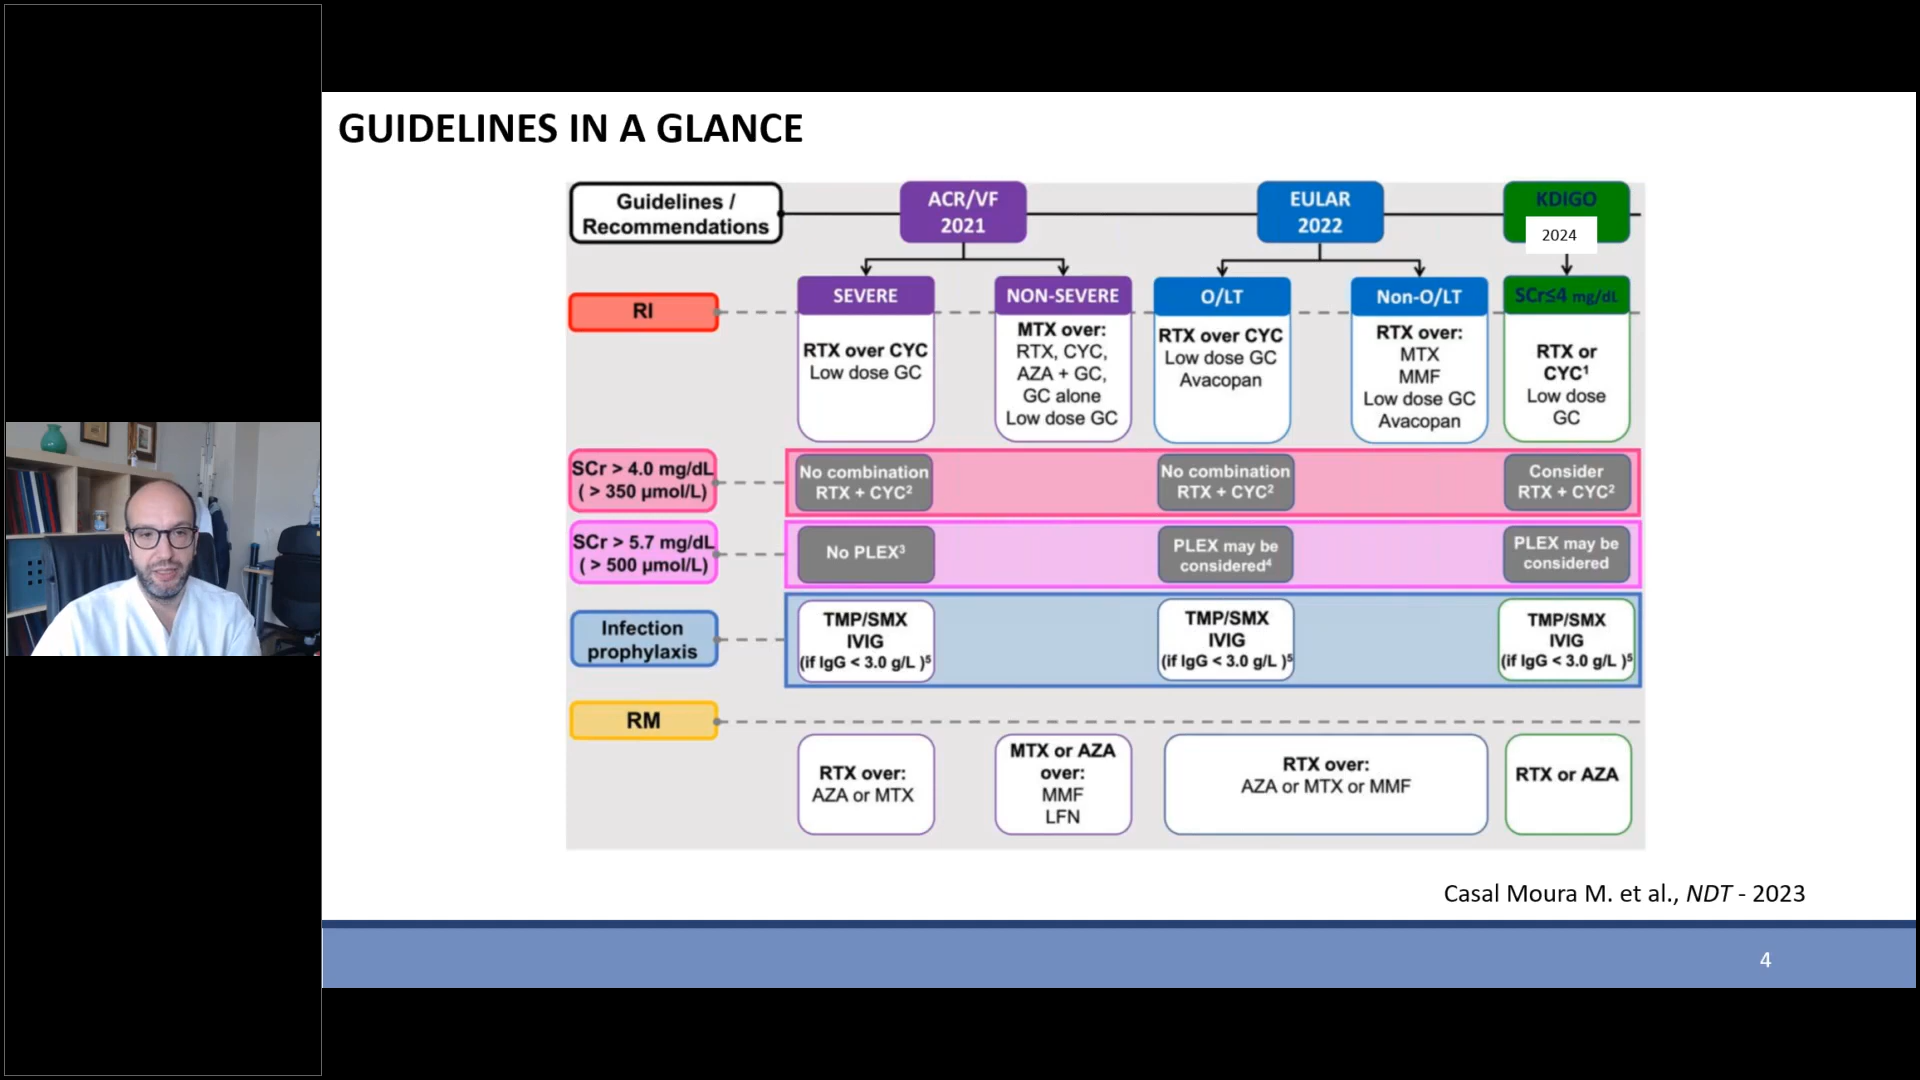 GUIDELINES IN A GLANCE
Guidelines /
Recommendations
ACR/VF
2021
EULAR
2022
KDIGO
2024
RI
SEVERE
RTX over CYC
Low dose GC
NON-SEVERE
MTX over:
RTX, CYC,
AZA + GC,
GC alone
Low dose GC
O/LT
RTX over CYC
Low dose GC
Avacopan
Non-O/LT
RTX over:
MTX
MMF
Low dose GC
Avacopan
SCr≤4 mg/dL
RTX or
CYC¹
Low dose
GC
SCr > 4.0 mg/dL
( > 350 µmol/L)
No combination
RTX + CYC²
No combination
RTX + CYC²
Consider
RTX + CYC²
SCr > 5.7 mg/dL
( > 500 µmol/L)
No PLEX³
PLEX may be
considered⁴
PLEX may be
considered
Infection
prophylaxis
TMP/SMX
IVIG
(if IgG < 3.0 g/L )⁵
TMP/SMX
IVIG
(if IgG < 3.0 g/L )⁵
TMP/SMX
IVIG
(if IgG < 3.0 g/L )⁵
RM
RTX over:
AZA or MTX
MTX or AZA
over:
MMF
LFN
RTX over:
AZA or MTX or MMF
RTX or AZA
Casal Moura M. et al., NDT - 2023
4